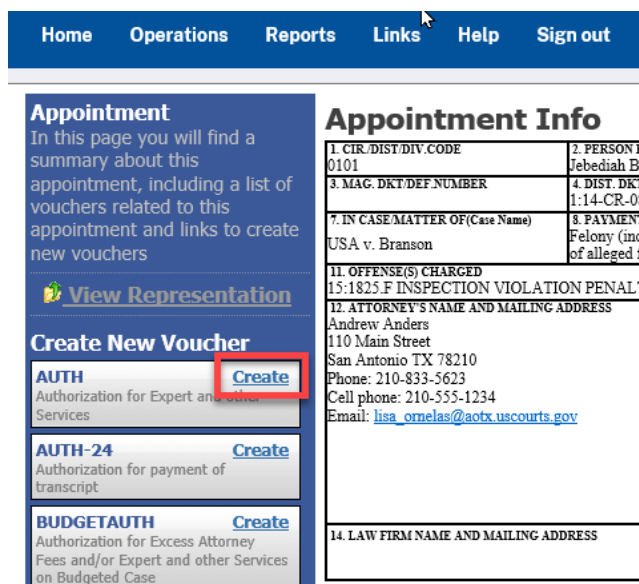 Home Operations Reports Links Help Sign out
Appointment
In this page you will find a
summary about this
appointment, including a list of
vouchers related to this
appointment and links to create
new vouchers
View Representation
Create New Voucher
AUTH Create
Authorization for Expert and other
Services
AUTH-24 Create
Authorization for payment of
transcript
BUDGETAUTH Create
Authorization for Excess Attorney
Fees and/or Expert and other Services
on Budgeted Case
Appointment Info
1. CIR./DIST/DIV.CODE
0101
2. PERSON
Jebediah B
3. MAG. DKT/DEF.NUMBER
4. DIST. DKT
1:14-CR-0
7. IN CASE/MATTER OF(Case Name)
USA v. Branson
8. PAYMENT
Felony (inc
of alleged
11. OFFENSE(S) CHARGED
15:1825.F INSPECTION VIOLATION PENAL
12. ATTORNEY'S NAME AND MAILING ADDRESS
Andrew Anders
110 Main Street
San Antonio TX 78210
Phone: 210-833-5623
Cell phone: 210-555-1234
Email: lisa_ornelas@aotx.uscourts.gov
14. LAW FIRM NAME AND MAILING ADDRESS